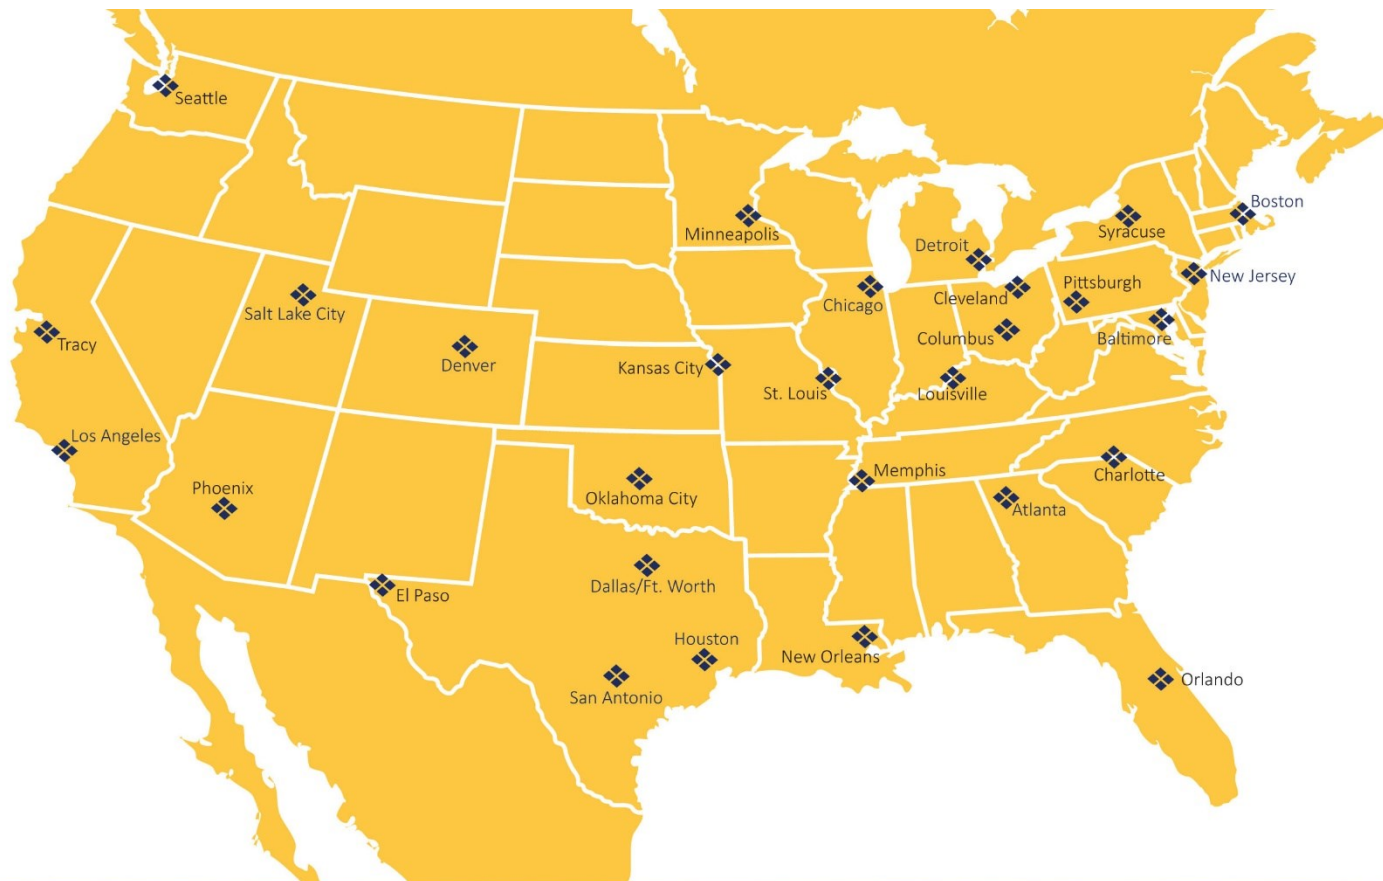 Seattle
Boston
Minneapolis
Syracuse
Detroit
New Jersey
Pittsburgh
Salt Lake City
Chicago
Cleveland
Tracy
Columbus
Baltimore
Denver
Kansas City
St. Louis
Louisville
Los Angeles
Memphis
Charlotte
Phoenix
Oklahoma City
Atlanta
Dallas/Ft. Worth
El Paso
Houston
New Orleans
Orlando
San Antonio